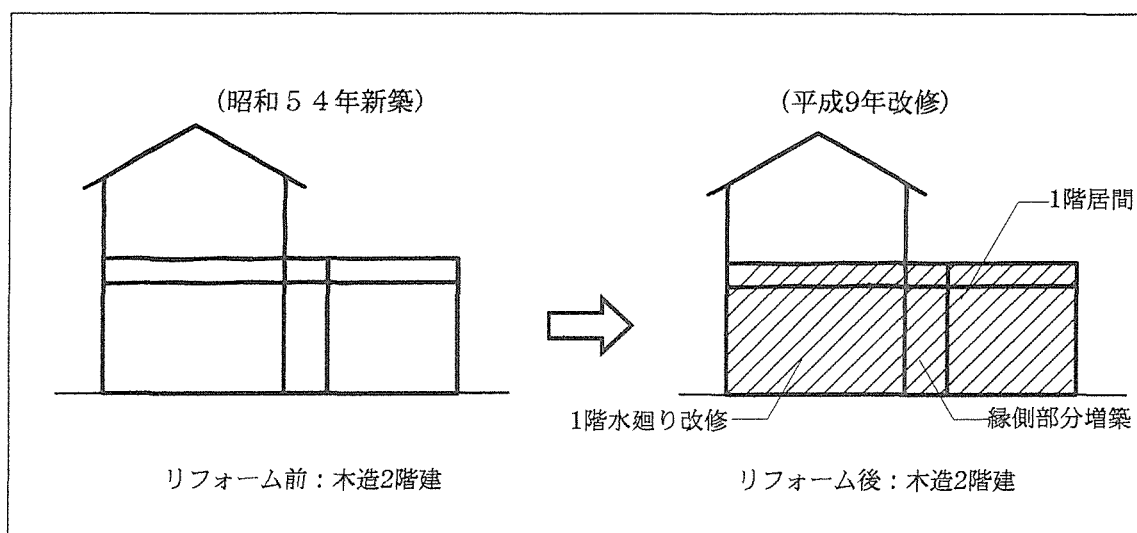 (昭和54年新築)
(平成9年改修)
1階居間
1階水廻り改修
縁側部分増築
リフォーム前：木造2階建
リフォーム後：木造2階建